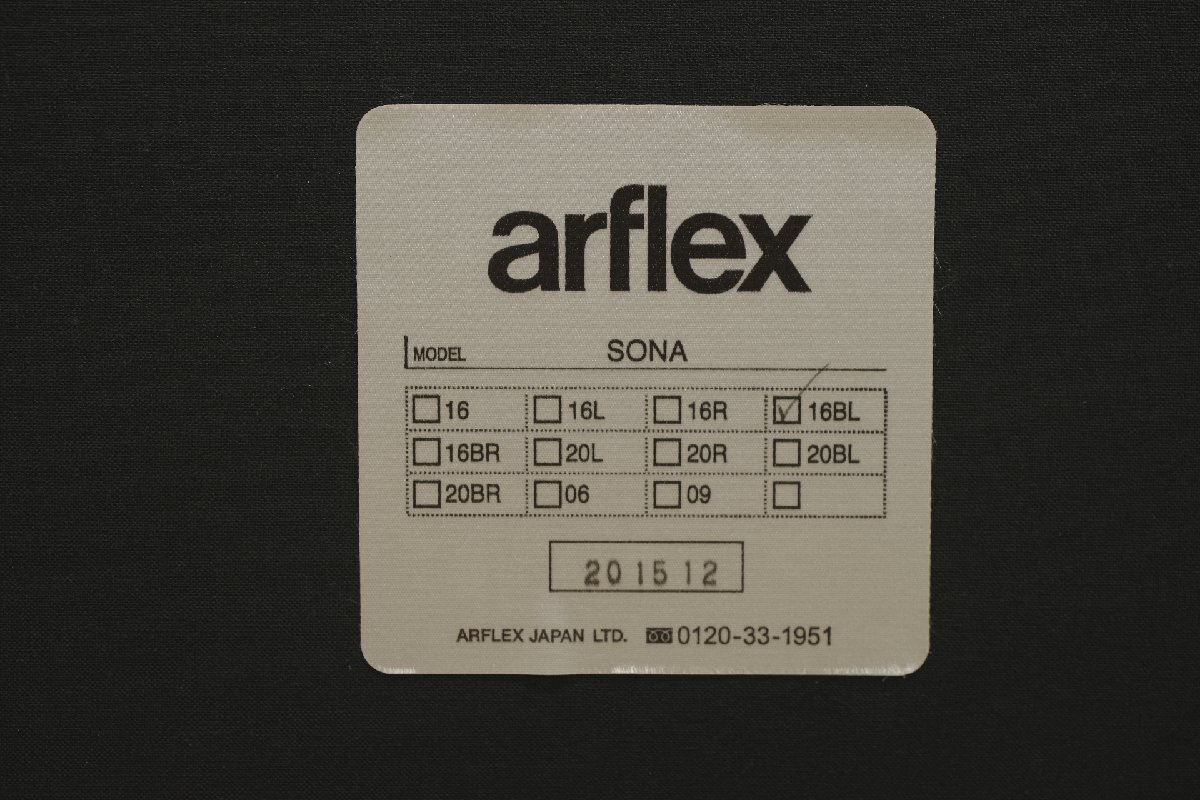 arflex
MODEL SONA
☐16 ☐16L ☐16R ☑16BL
☐16BR ☐20L ☐20R ☐20BL
☐20BR ☐06 ☐09 ☐
201512
ARFLEX JAPAN LTD. 0120-33-1951